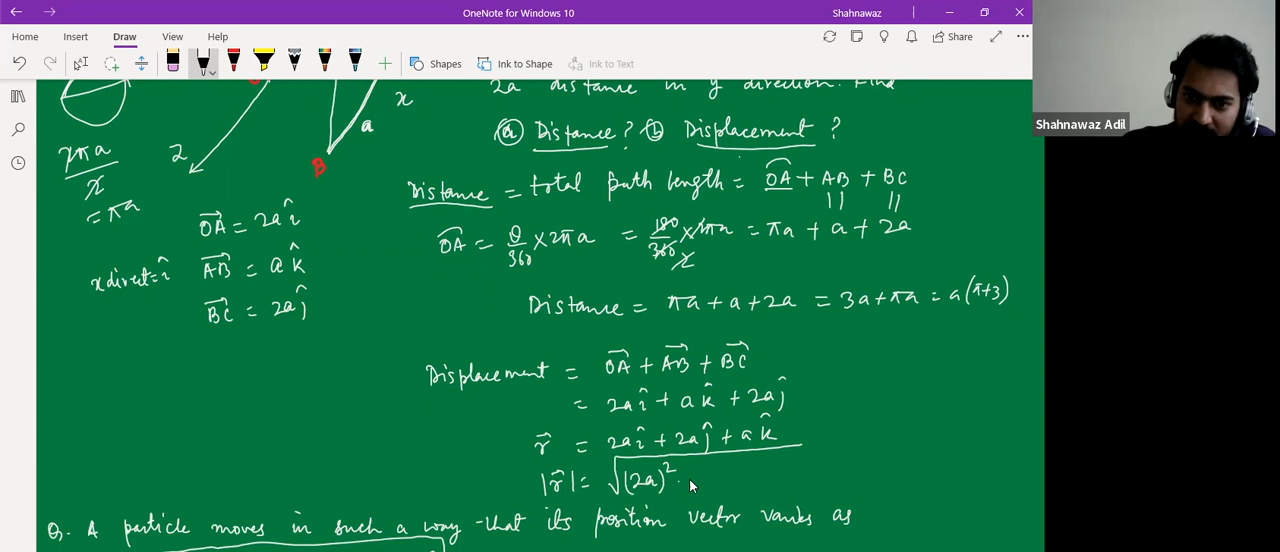 OneNote for Windows 10
Shahnawaz
Home Insert Draw View Help
Share
Shapes Ink to Shape Ink to Text
2a distance in y direction. Find
x
a
Shahnawaz Adil
ⓐ Distance? ⓑ Displacement?
Z
B
2πa/2
= πa
Distance = total path length = OA + AB + BC
|| ||
OA = θ/360 × 2πa = 180/360 × 2πa = πa + a + 2a
2
OA = 2a î
x direct = î AB = a k̂
BC = 2a ĵ
Distance = πa + a + 2a = 3a + πa = a(π+3)
Displacement = OA + AB + BC
= 2a î + a k̂ + 2a ĵ
r = 2a î + 2a ĵ + a k̂
|r| = √(2a)²
Q. A particle moves in such a way that its position vector varies as